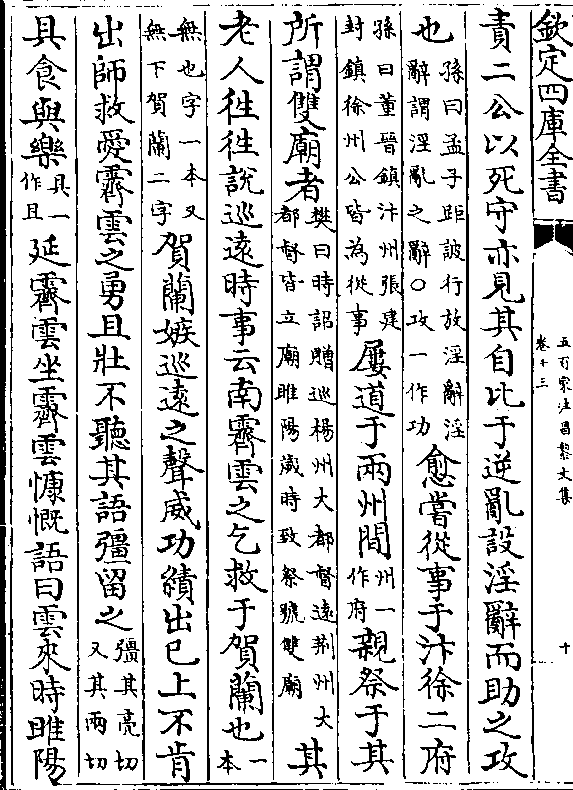 欽定四庫全書
五百家注昌黎文集
卷十三
十
責二公以死守亦見其自比于逆亂設淫辭而助之攻
也孫曰孟子距詖行放淫辭淫辭謂淫亂之辭○攻一作功愈嘗從事于汴徐二府
孫曰董晉鎮汴州張建封鎮徐州公皆為從事屢道于兩州間州一作府親祭于其
所謂雙廟者樊曰時詔贈巡楊州大都督遠荆州大都督皆立廟睢陽歲時致祭號雙廟其
老人徃徃說巡遠時事云南霽雲之乞救于賀蘭也一本
無也字一本又無下賀蘭二字賀蘭嫉巡遠之聲威功績出已上不肯
出師救愛霽雲之勇且壯不聽其語彊留之彊其亮切又其兩切
具食與樂具一作且延霽雲坐霽雲慷慨語曰雲來時睢陽